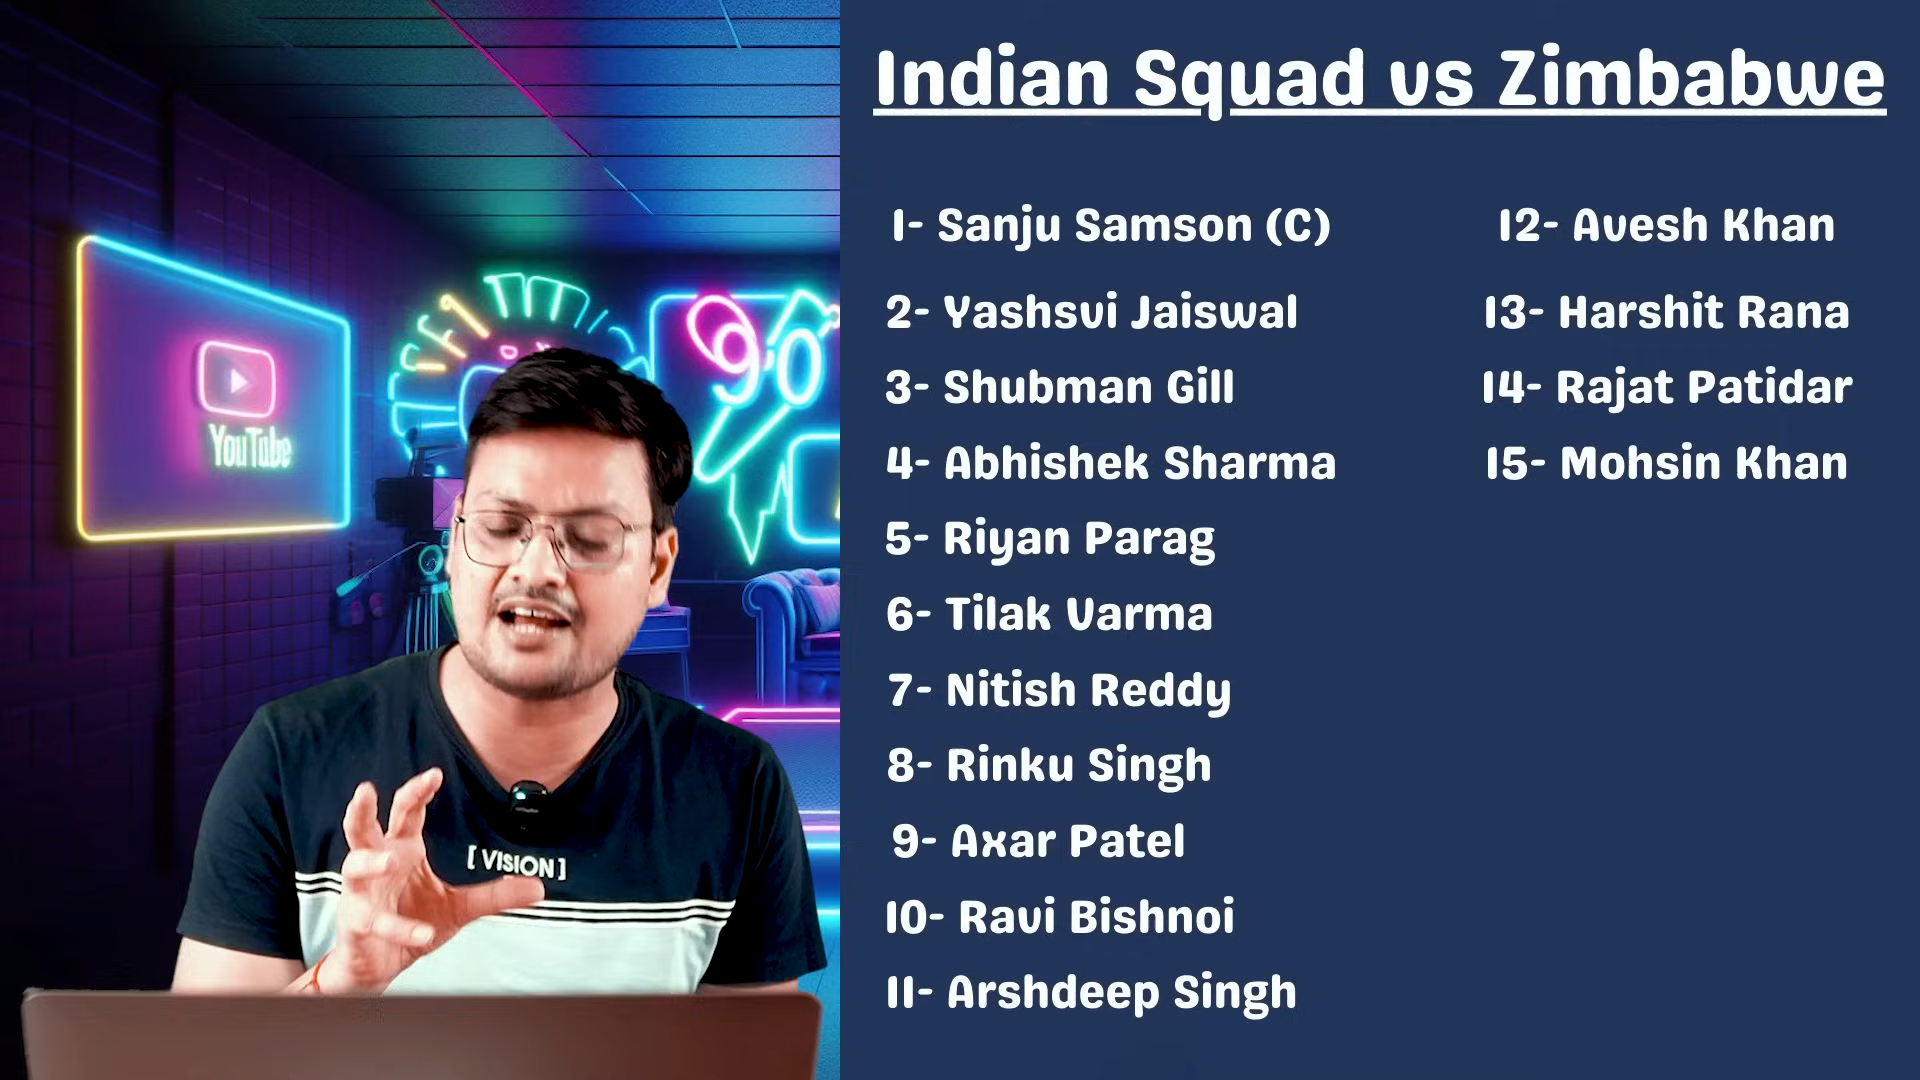 Indian Squad vs Zimbabwe
1- Sanju Samson (C)
2- Yashsvi Jaiswal
3- Shubman Gill
4- Abhishek Sharma
5- Riyan Parag
6- Tilak Varma
7- Nitish Reddy
8- Rinku Singh
9- Axar Patel
10- Ravi Bishnoi
11- Arshdeep Singh
12- Avesh Khan
13- Harshit Rana
14- Rajat Patidar
15- Mohsin Khan
YouTube
90
[ VISION ]